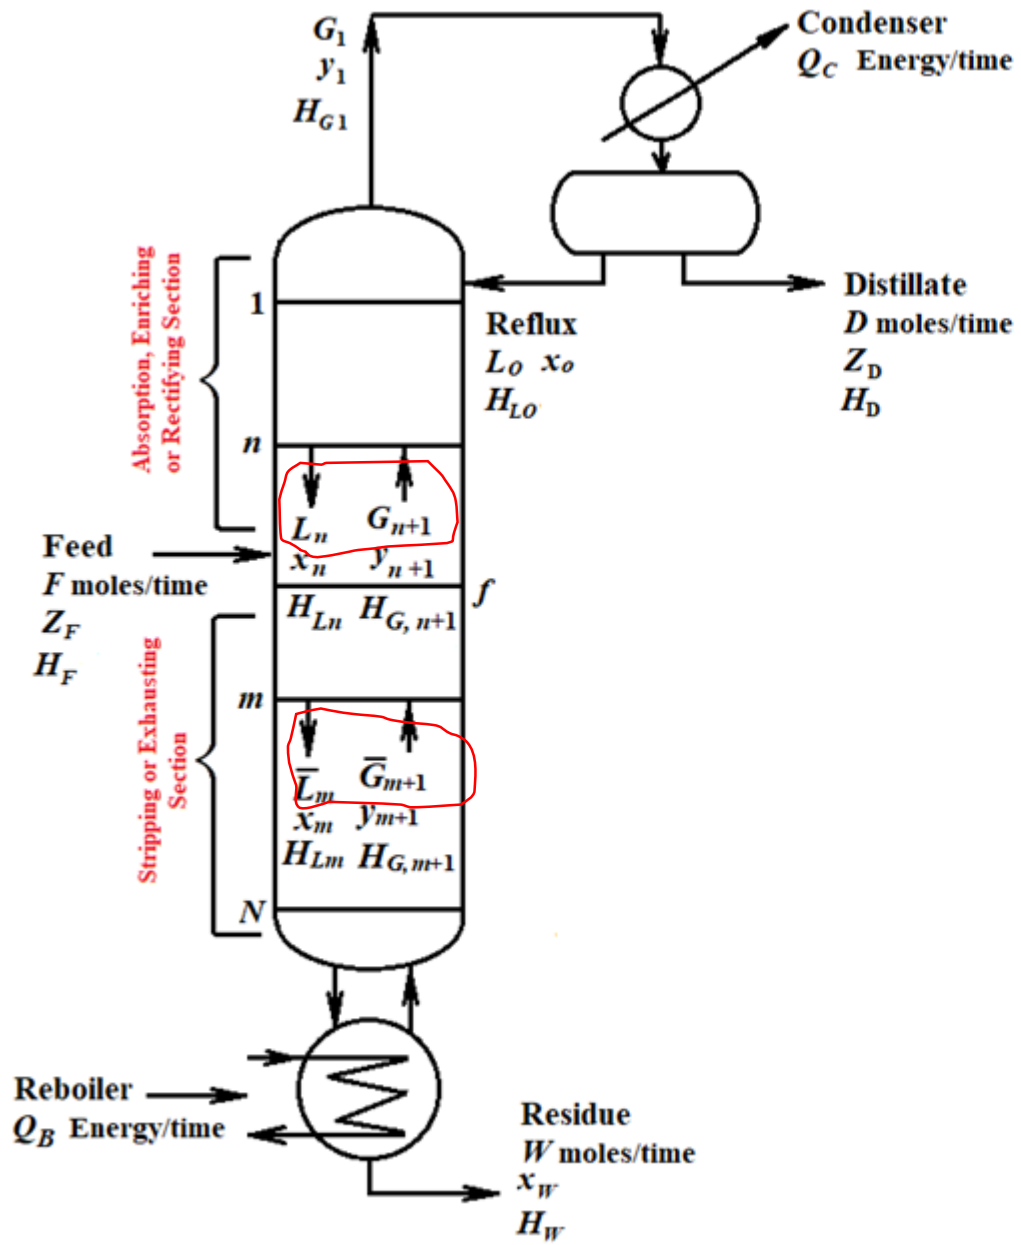 G1
y1
HG1
Condenser
QC Energy/time
Absorption, Enriching
or Rectifying Section
1
Reflux
LO xo
HLO
Distillate
D moles/time
ZD
HD
n
Ln Gn+1
xn yn+1
HLn HG, n+1
Feed
F moles/time
ZF
HF
f
Stripping or Exhausting
Section
m
L̅m G̅m+1
xm ym+1
HLm HG,m+1
N
Reboiler
QB Energy/time
Residue
W moles/time
xW
HW